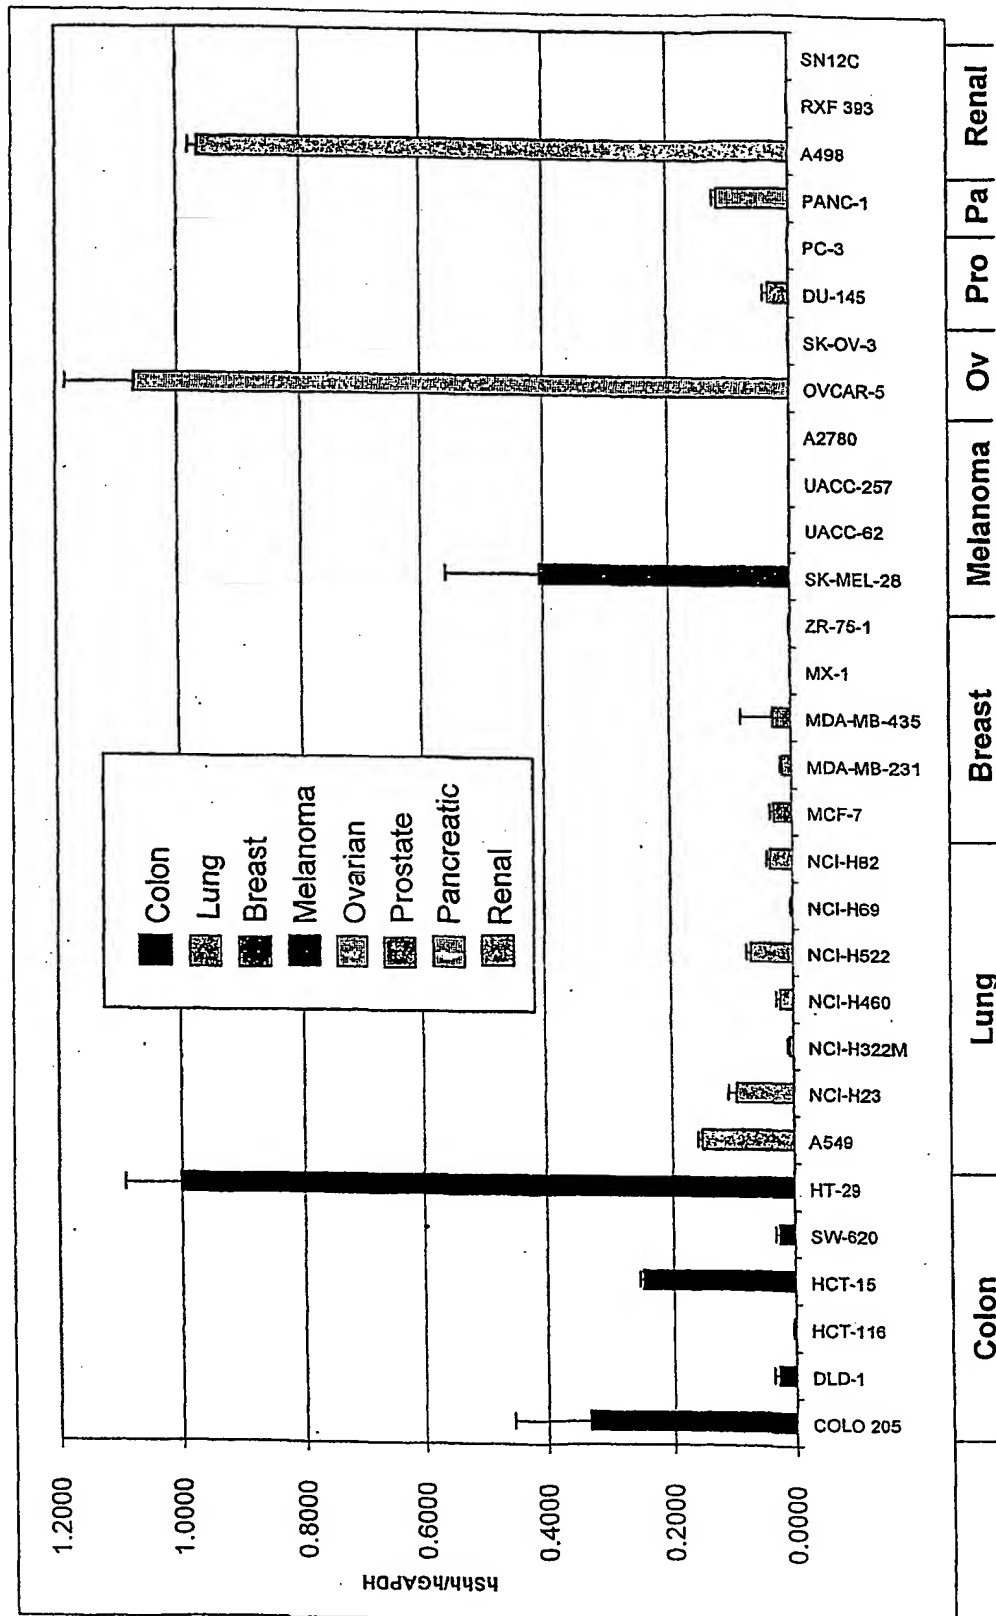 hShh/hGAPDH
1.2000
1.0000
0.8000
0.6000
0.4000
0.2000
0.0000
Colon
Lung
Breast
Melanoma
Ovarian
Prostate
Pancreatic
Renal
COLO 205
DLD-1
HCT-116
HCT-15
SW-620
HT-29
A549
NCI-H23
NCI-H322M
NCI-H460
NCI-H522
NCI-H69
NCI-H82
MCF-7
MDA-MB-231
MDA-MB-435
MX-1
ZR-75-1
SK-MEL-28
UACC-62
UACC-257
A2780
OVCAR-5
SK-OV-3
DU-145
PC-3
PANC-1
A498
RXF 393
SN12C
Colon
Lung
Breast
Melanoma
Ov
Pro
Pa
Renal